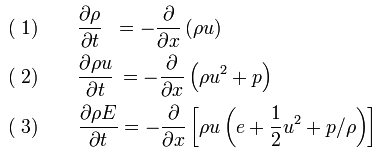 ( 1) ∂ρ/∂t = −∂/∂x (ρu)
( 2) ∂ρu/∂t = −∂/∂x (ρu² + p)
( 3) ∂ρE/∂t = −∂/∂x [ρu (e + 1/2 u² + p/ρ)]